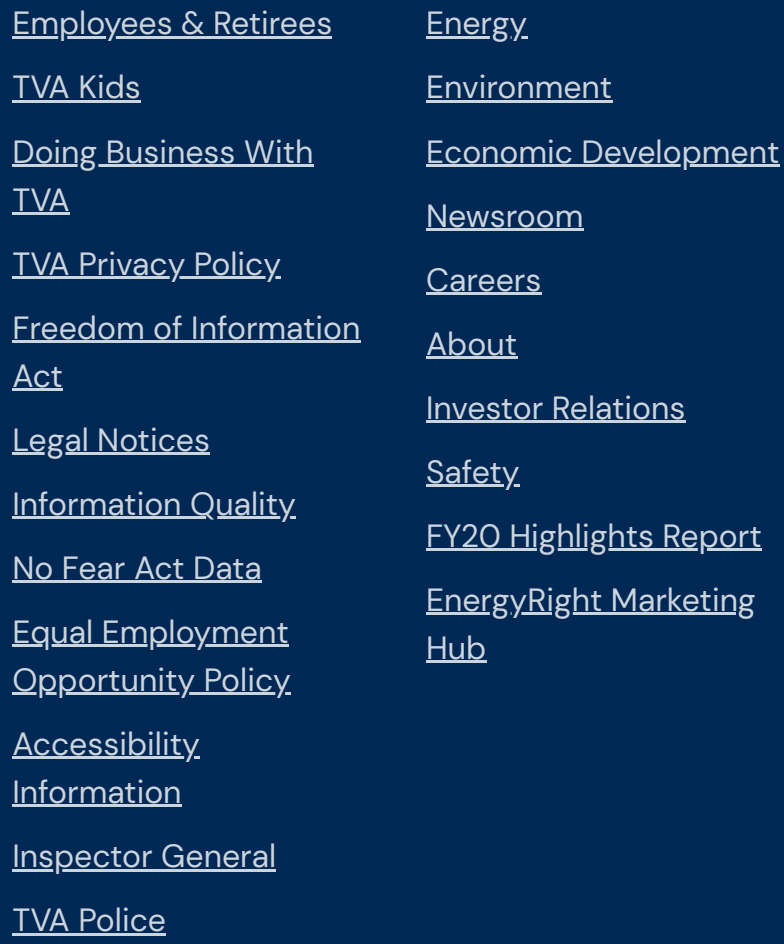 Employees & Retirees
TVA Kids
Doing Business With
TVA
TVA Privacy Policy
Freedom of Information
Act
Legal Notices
Information Quality
No Fear Act Data
Equal Employment
Opportunity Policy
Accessibility
Information
Inspector General
TVA Police
Energy
Environment
Economic Development
Newsroom
Careers
About
Investor Relations
Safety
FY20 Highlights Report
EnergyRight Marketing
Hub